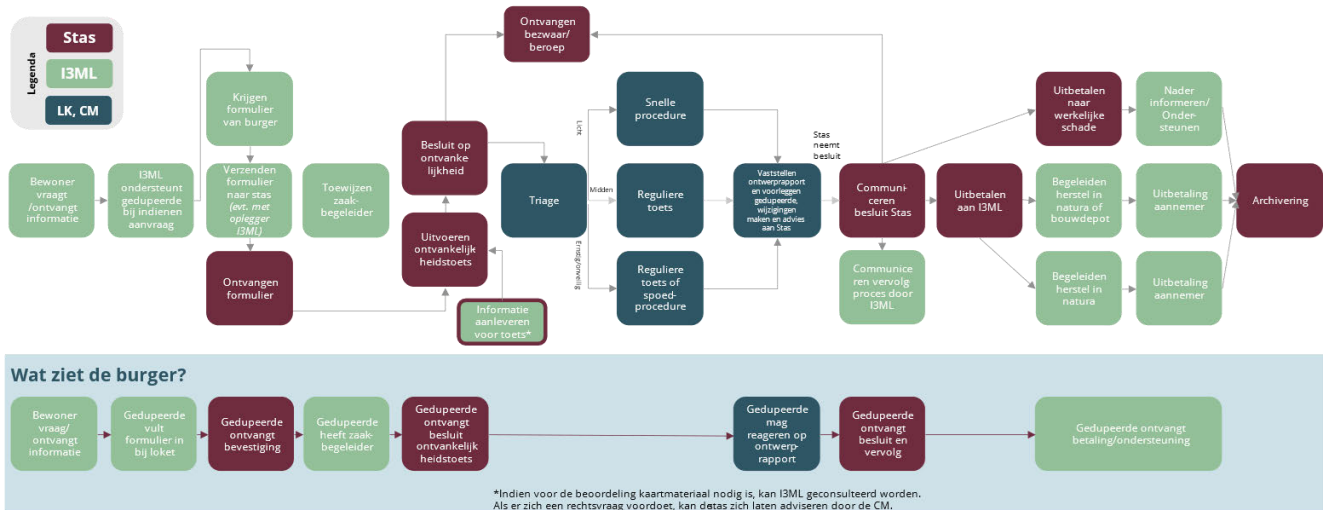 Legenda
Stas
I3ML
LK, CM
Ontvangen
bezwaar/
beroep
Krijgen
formulier
van burger
Snelle
procedure
Uitbetalen
naar
werkelijke
schade
Nader
informeren/
Onder-
steunen
Licht
Stas
neemt
besluit
Besluit op
ontvanke
lijkheid
Bewoner
vraagt
/ontvangt
informatie
I3ML
ondersteunt
gedupeerde
bij indienen
aanvraag
Verzenden
formulier
naar stas
(evt. met
oplegger
I3ML)
Toewijzen
zaak-
begeleider
Triage
Midden
Reguliere
toets
Vaststellen
ontwerprapport
en voorleggen
gedupeerde,
wijzigingen
maken en advies
aan Stas
Communi-
ceren
besluit Stas
Uitbetalen
aan I3ML
Begeleiden
herstel in
natura of
bouwdepot
Uitbetaling
aannemer
Archivering
Uitvoeren
ontvankelijk
heidstoets
Ernstig/onveilig
Ontvangen
formulier
Reguliere
toets of
spoed-
procedure
Communice
ren vervolg
proces door
I3ML
Begeleiden
herstel in
natura
Uitbetaling
aannemer
Informatie
aanleveren
voor toets*
Wat ziet de burger?
Bewoner
vraag/
ontvangt
informatie
Gedupeerde
vult
formulier in
bij loket
Gedupeerde
ontvangt
bevestiging
Gedupeerde
heeft zaak-
begeleider
Gedupeerde
ontvangt
besluit
ontvankelijk
heidstoets
Gedupeerde
mag
reageren op
ontwerp-
rapport
Gedupeerde
ontvangt
besluit en
vervolg
Gedupeerde ontvangt
betaling/ondersteuning
*Indien voor de beoordeling kaartmateriaal nodig is, kan I3ML geconsulteerd worden.
Als er zich een rechtsvraag voordoet, kan de stas zich laten adviseren door de CM.